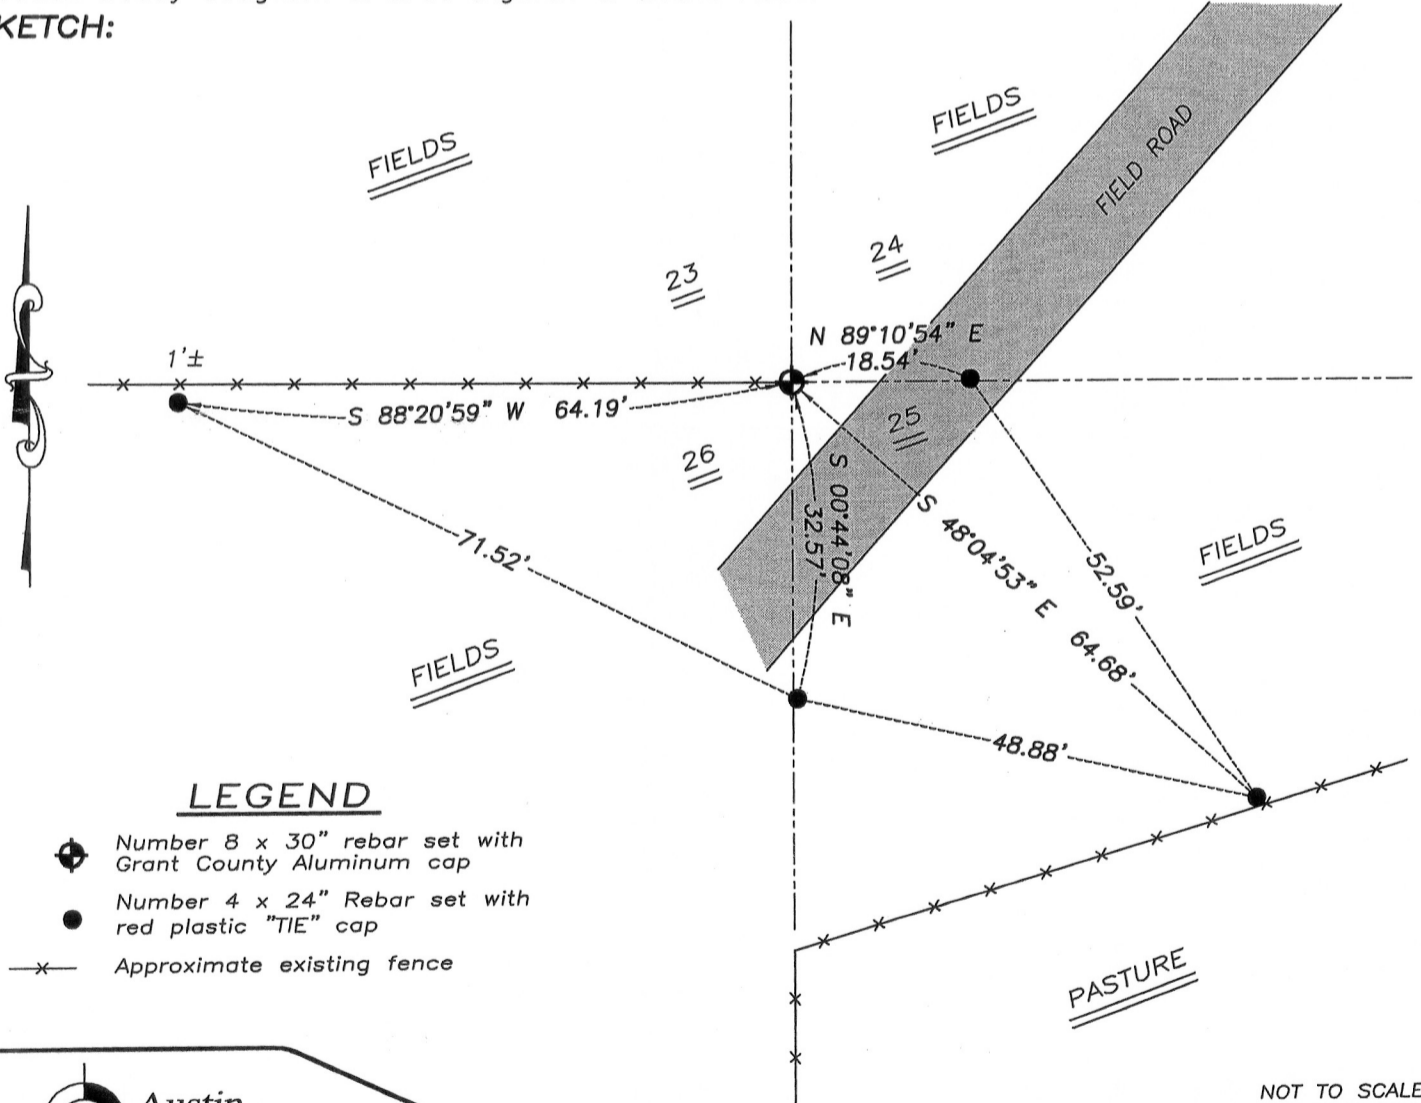 KETCH:
FIELDS
FIELDS
FIELD ROAD
24
23
N 89°10'54" E
18.54'
1'±
S 88°20'59" W 64.19'
25
26
S 00°44'08" E
32.57'
S 48°04'53" E 64.68'
52.59'
71.52'
FIELDS
FIELDS
48.88'
LEGEND
Number 8 x 30" rebar set with
Grant County Aluminum cap
Number 4 x 24" Rebar set with
red plastic "TIE" cap
Approximate existing fence
PASTURE
NOT TO SCALE
Austin